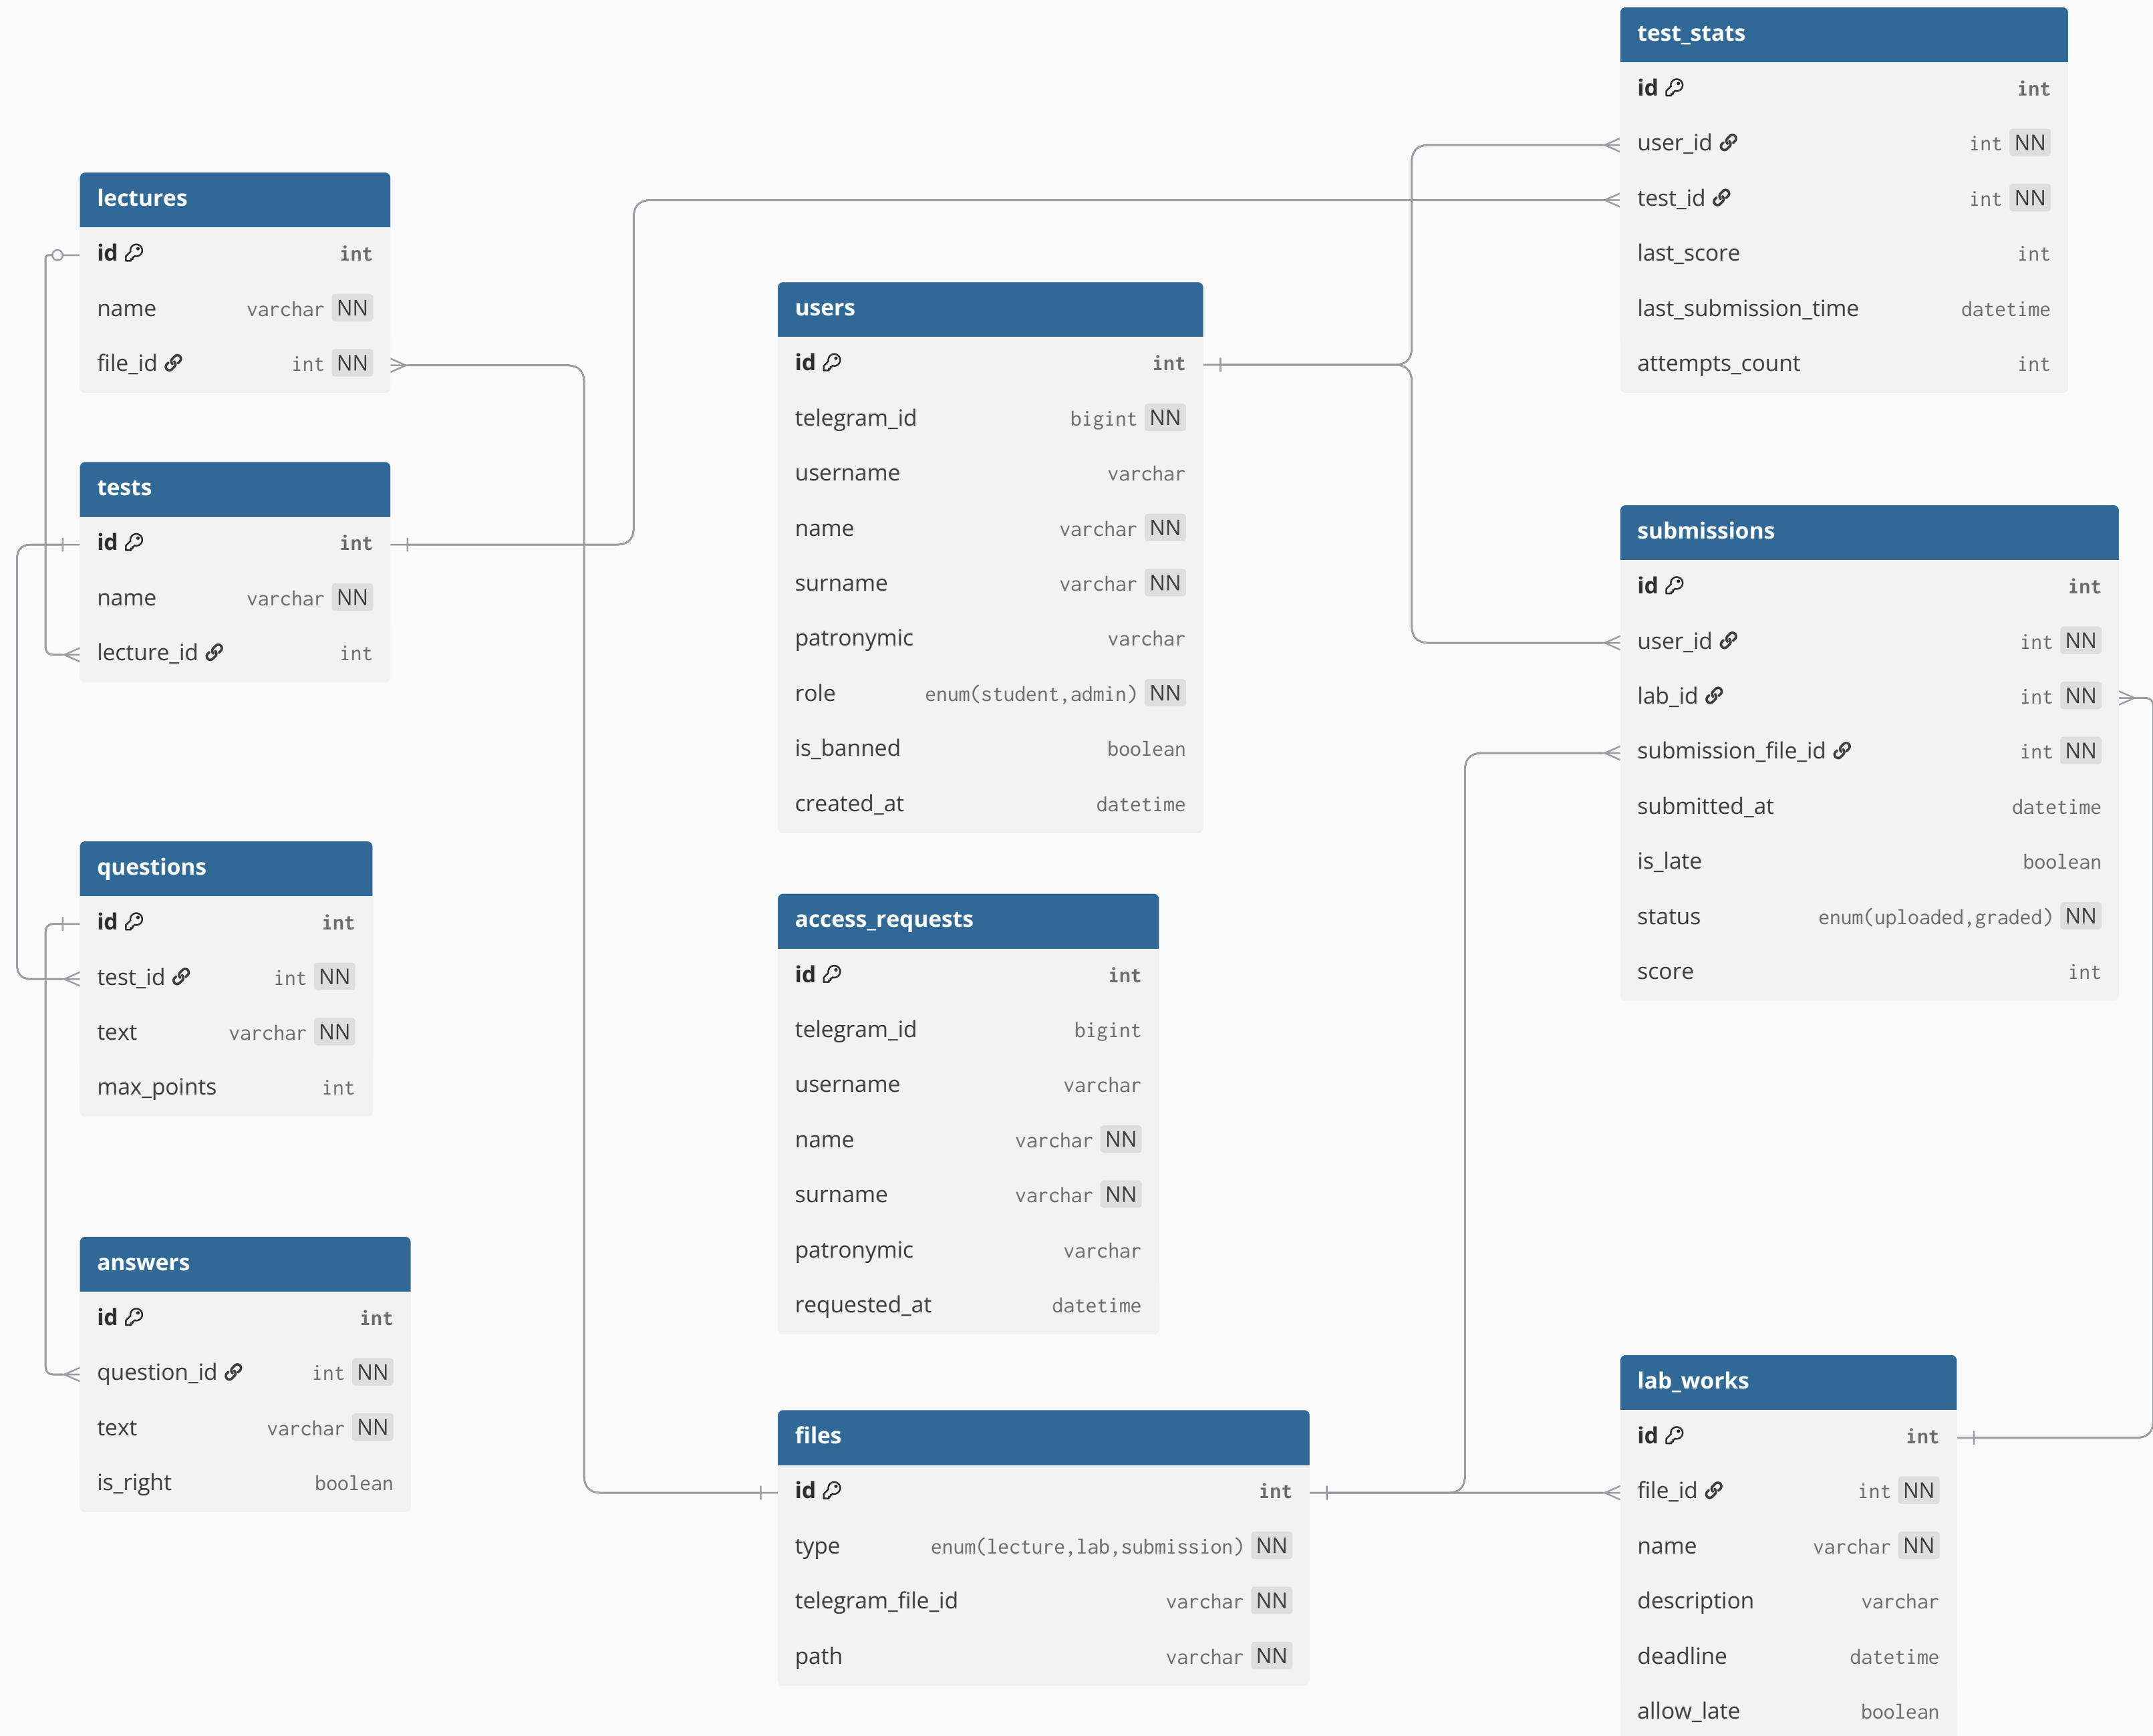 test_stats
id int
user_id int NN
test_id int NN
last_score int
last_submission_time datetime
attempts_count int
lectures
id int
name varchar NN
file_id int NN
users
id int
telegram_id bigint NN
username varchar
name varchar NN
surname varchar NN
patronymic varchar
role enum(student,admin) NN
is_banned boolean
created_at datetime
tests
id int
name varchar NN
lecture_id int
submissions
id int
user_id int NN
lab_id int NN
submission_file_id int NN
submitted_at datetime
is_late boolean
status enum(uploaded,graded) NN
score int
questions
id int
test_id int NN
text varchar NN
max_points int
access_requests
id int
telegram_id bigint
username varchar
name varchar NN
surname varchar NN
patronymic varchar
requested_at datetime
answers
id int
question_id int NN
text varchar NN
is_right boolean
files
id int
type enum(lecture,lab,submission) NN
telegram_file_id varchar NN
path varchar NN
lab_works
id int
file_id int NN
name varchar NN
description varchar
deadline datetime
allow_late boolean